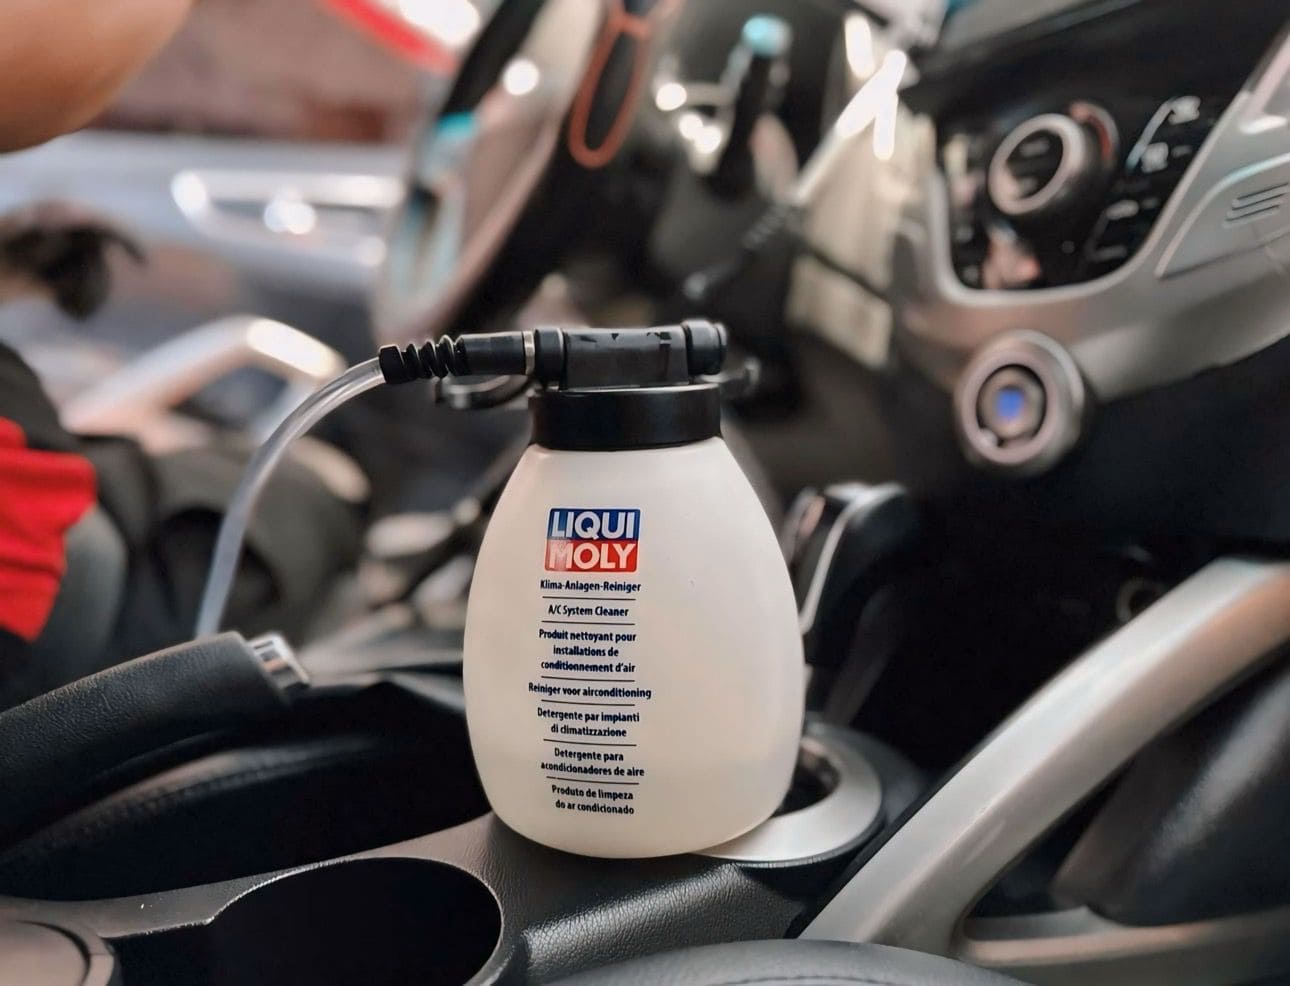 LIQUI
MOLY
Klima-Anlagen-Reiniger
A/C System Cleaner
Produit nettoyant pour
installations de
conditionnement d'air
Reiniger voor airconditioning
Detergente par impianti
di climatizzazione
Detergente para
acondicionadores de aire
Produto de limpeza
do ar condicionado